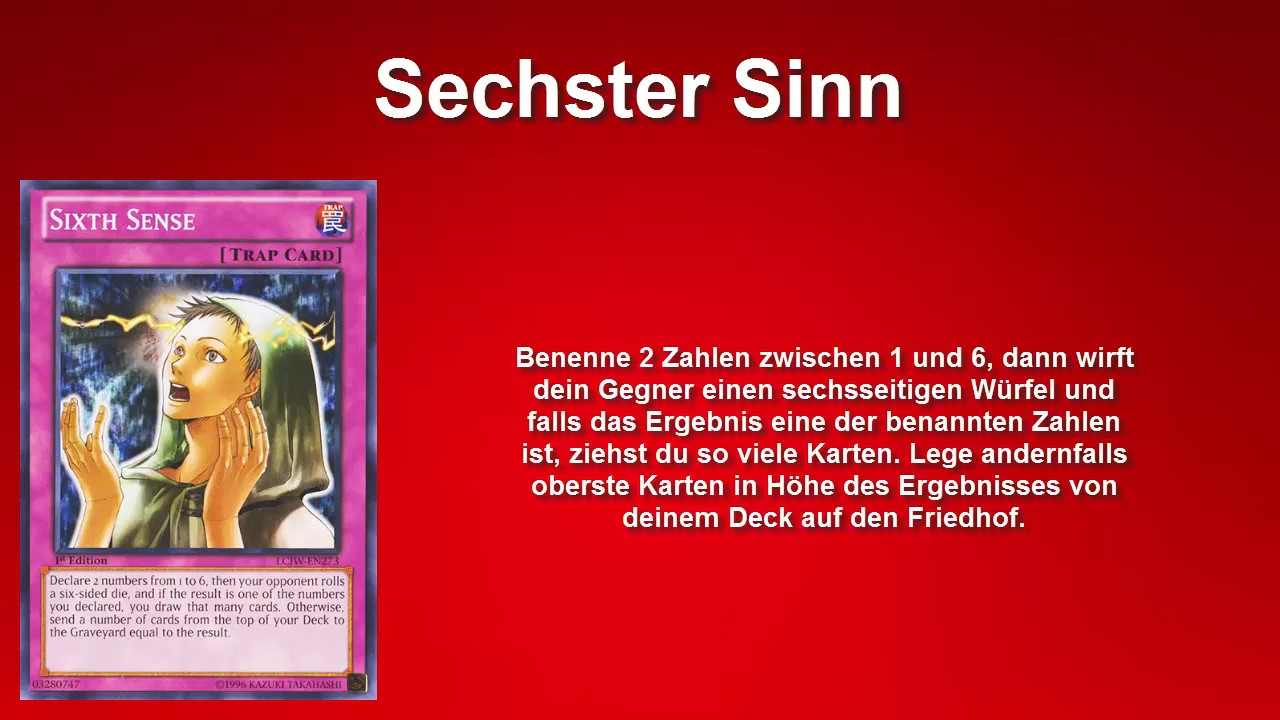 Sechster Sinn
SIXTH SENSE
TRAP
罠
[TRAP CARD]
1st Edition
LCJW-EN273
Declare 2 numbers from 1 to 6, then your opponent rolls
a six-sided die, and if the result is one of the numbers
you declared, you draw that many cards. Otherwise,
send a number of cards from the top of your Deck to
the Graveyard equal to the result.
03280747
©1996 KAZUKI TAKAHASHI
Benenne 2 Zahlen zwischen 1 und 6, dann wirft
dein Gegner einen sechsseitigen Würfel und
falls das Ergebnis eine der benannten Zahlen
ist, ziehst du so viele Karten. Lege andernfalls
oberste Karten in Höhe des Ergebnisses von
deinem Deck auf den Friedhof.